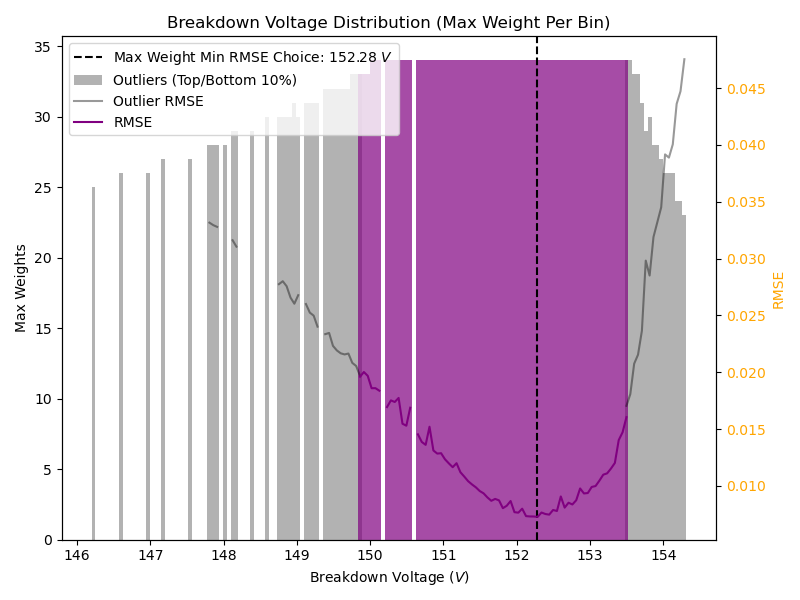 Breakdown Voltage Distribution (Max Weight Per Bin)
Max Weight Min RMSE Choice: 152.28 V
Outliers (Top/Bottom 10%)
Outlier RMSE
RMSE
35
30
25
20
15
10
5
0
Max Weights
0.045
0.040
0.035
0.030
0.025
0.020
0.015
0.010
RMSE
146 147 148 149 150 151 152 153 154
Breakdown Voltage (V)